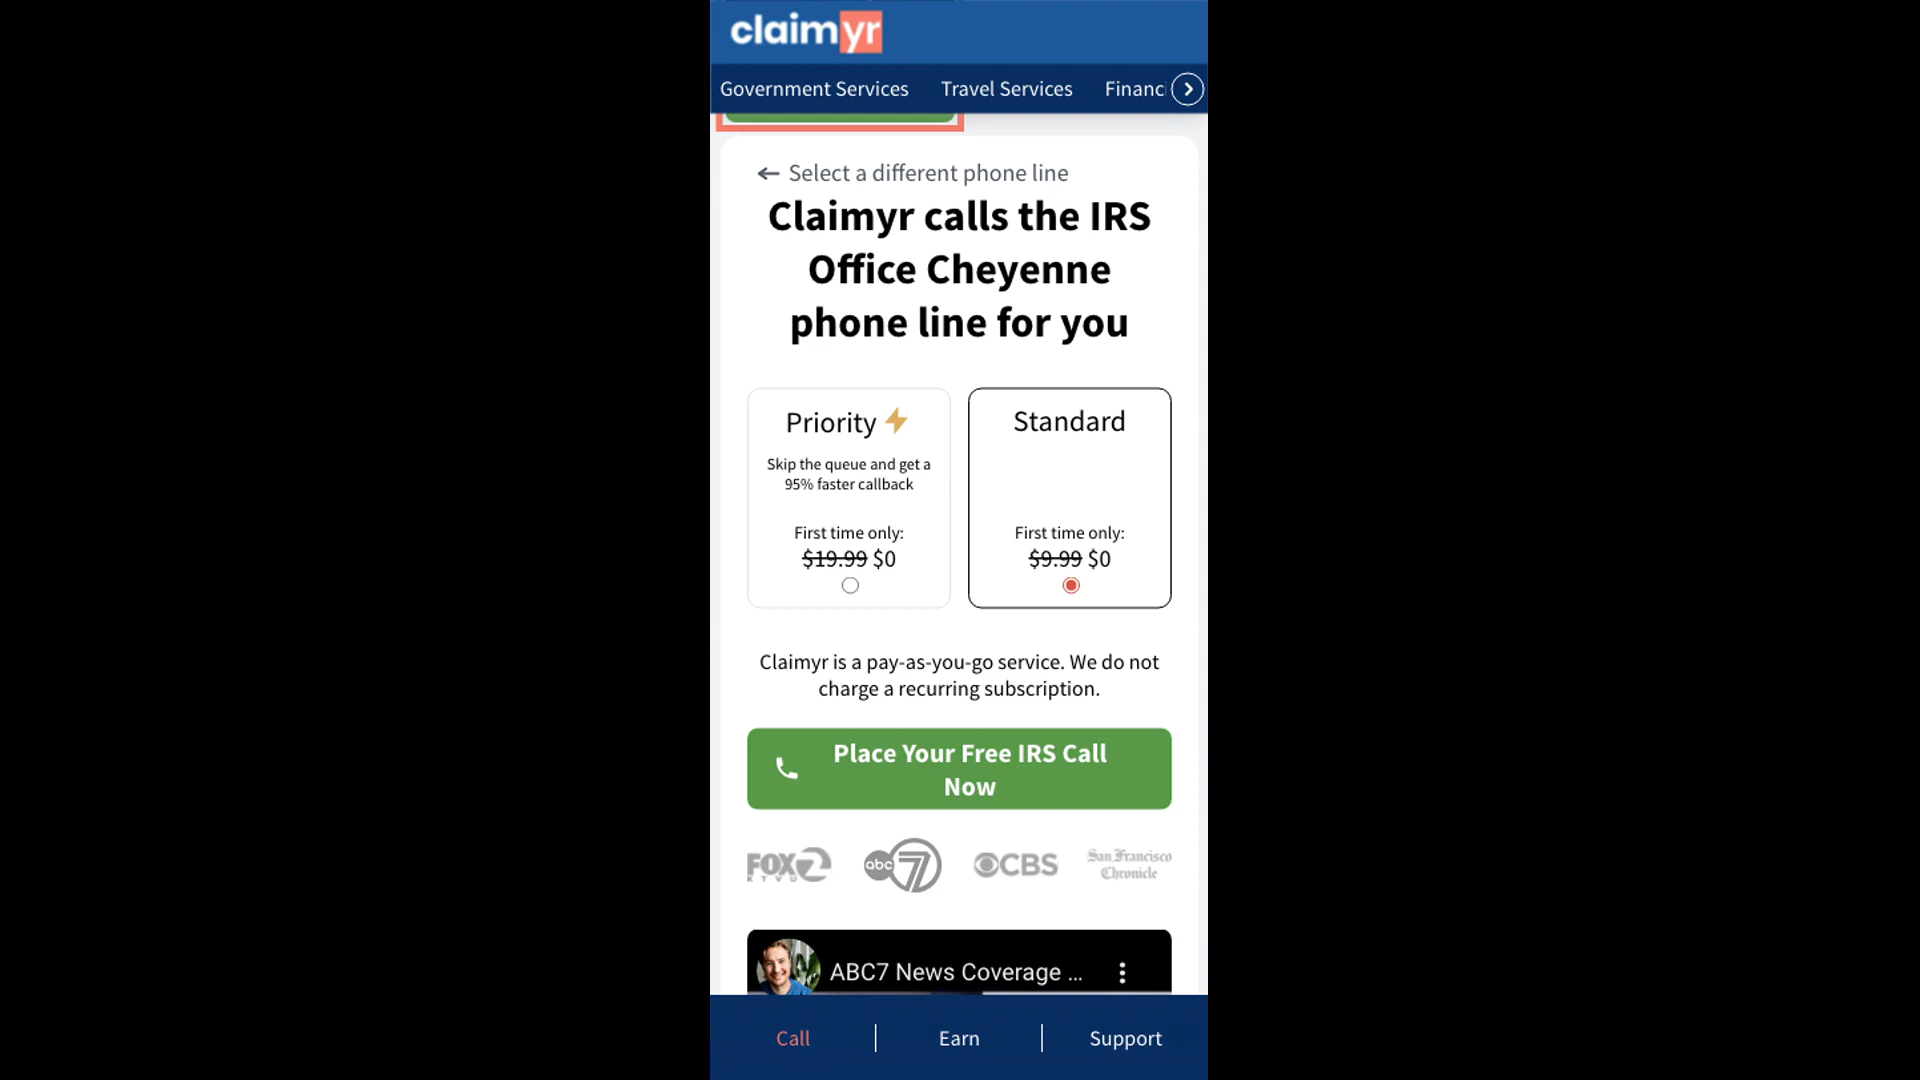 claimyr
Government Services Travel Services Financ
← Select a different phone line
Claimyr calls the IRS
Office Cheyenne
phone line for you
Priority
Skip the queue and get a
95% faster callback
First time only:
$19.99 $0
Standard
First time only:
$9.99 $0
Claimyr is a pay-as-you-go service. We do not
charge a recurring subscription.
Place Your Free IRS Call
Now
FOX 2
KTVU
abc 7
CBS
San Francisco
Chronicle
ABC7 News Coverage ...
Call
Earn
Support